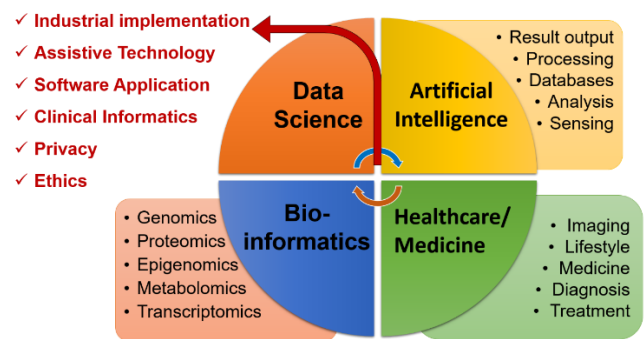 ✓ Industrial implementation
✓ Assistive Technology
✓ Software Application
✓ Clinical Informatics
✓ Privacy
✓ Ethics
Data
Science
Artificial
Intelligence
• Result output
• Processing
• Databases
• Analysis
• Sensing
• Genomics
• Proteomics
• Epigenomics
• Metabolomics
• Transcriptomics
Bio-
informatics
Healthcare/
Medicine
• Imaging
• Lifestyle
• Medicine
• Diagnosis
• Treatment